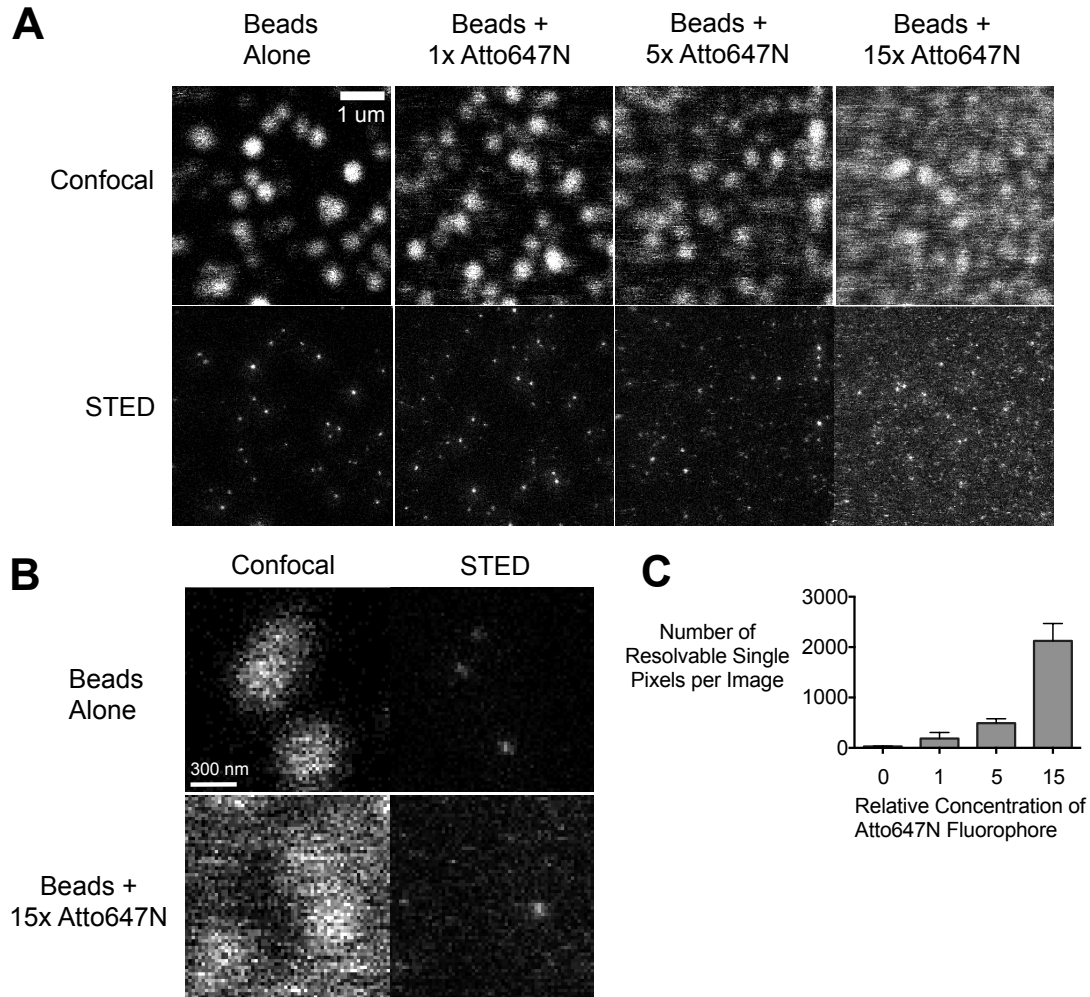 A
Beads
Alone
Beads +
1x Atto647N
Beads +
5x Atto647N
Beads +
15x Atto647N
1 um
Confocal
STED
B
Confocal
STED
Beads
Alone
300 nm
Beads +
15x Atto647N
C
Number of
Resolvable Single
Pixels per Image
3000
2000
1000
0
0 1 5 15
Relative Concentration of
Atto647N Fluorophore